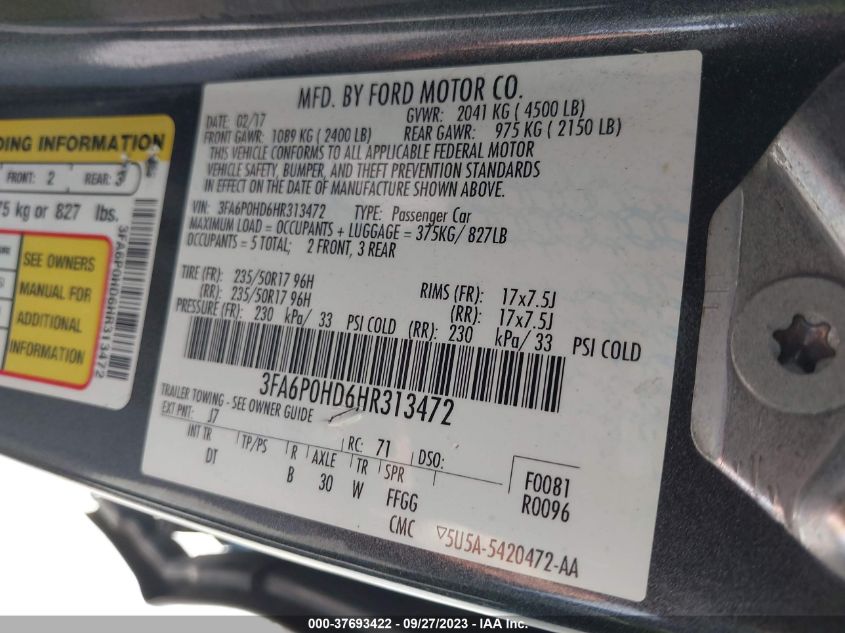 MFD. BY FORD MOTOR CO.
DATE: 02/17 GVWR: 2041 KG ( 4500 LB)
FRONT GAWR: 1089 KG ( 2400 LB) REAR GAWR: 975 KG ( 2150 LB)
THIS VEHICLE CONFORMS TO ALL APPLICABLE FEDERAL MOTOR
VEHICLE SAFETY, BUMPER, AND THEFT PREVENTION STANDARDS
IN EFFECT ON THE DATE OF MANUFACTURE SHOWN ABOVE.
VIN: 3FA6P0HD6HR313472 TYPE: Passenger Car
MAXIMUM LOAD = OCCUPANTS + LUGGAGE = 375KG/ 827LB
OCCUPANTS = 5 TOTAL; 2 FRONT, 3 REAR
TIRE (FR): 235/50R17 96H RIMS (FR): 17x7.5J
(RR): 235/50R17 96H (RR): 17x7.5J
PRESSURE (FR): 230 kPa/ 33 PSI COLD (RR): 230 kPa/ 33 PSI COLD
3FA6P0HD6HR313472
TRAILER TOWING - SEE OWNER GUIDE
EXT PNT: J7 RC: 71 DSO:
INT TR TP/PS R AXLE TR SPR
DT B 30 W FFGG
CMC
F0081
R0096
▽5U5A-5420472-AA
DING INFORMATION
FRONT: 2 REAR: 3
75 kg or 827 lbs.
SEE OWNERS
MANUAL FOR
ADDITIONAL
INFORMATION
3FA6P0HD6HR313472
000-37693422 - 09/27/2023 - IAA Inc.